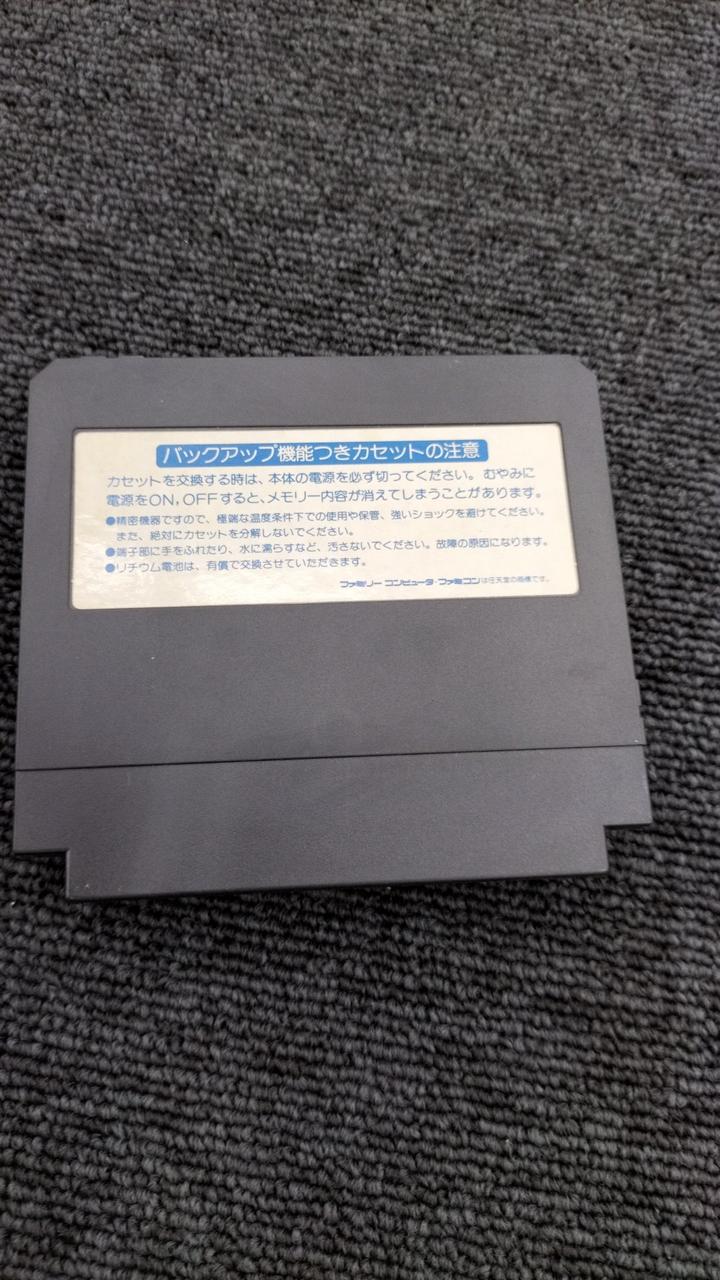 バックアップ機能つきカセットの注意
カセットを交換する時は、本体の電源を必ず切ってください。むやみに
電源をON,OFFすると、メモリー内容が消えてしまうことがあります。
●精密機器ですので、極端な温度条件下での使用や保管、強いショックを避けてください。
また、絶対にカセットを分解しないでください。
●端子部に手をふれたり、水に濡らすなど、汚さないでください。故障の原因になります。
●リチウム電池は、有償で交換させていただきます。
ファミリーコンピュータ・ファミコンは任天堂の商標です。